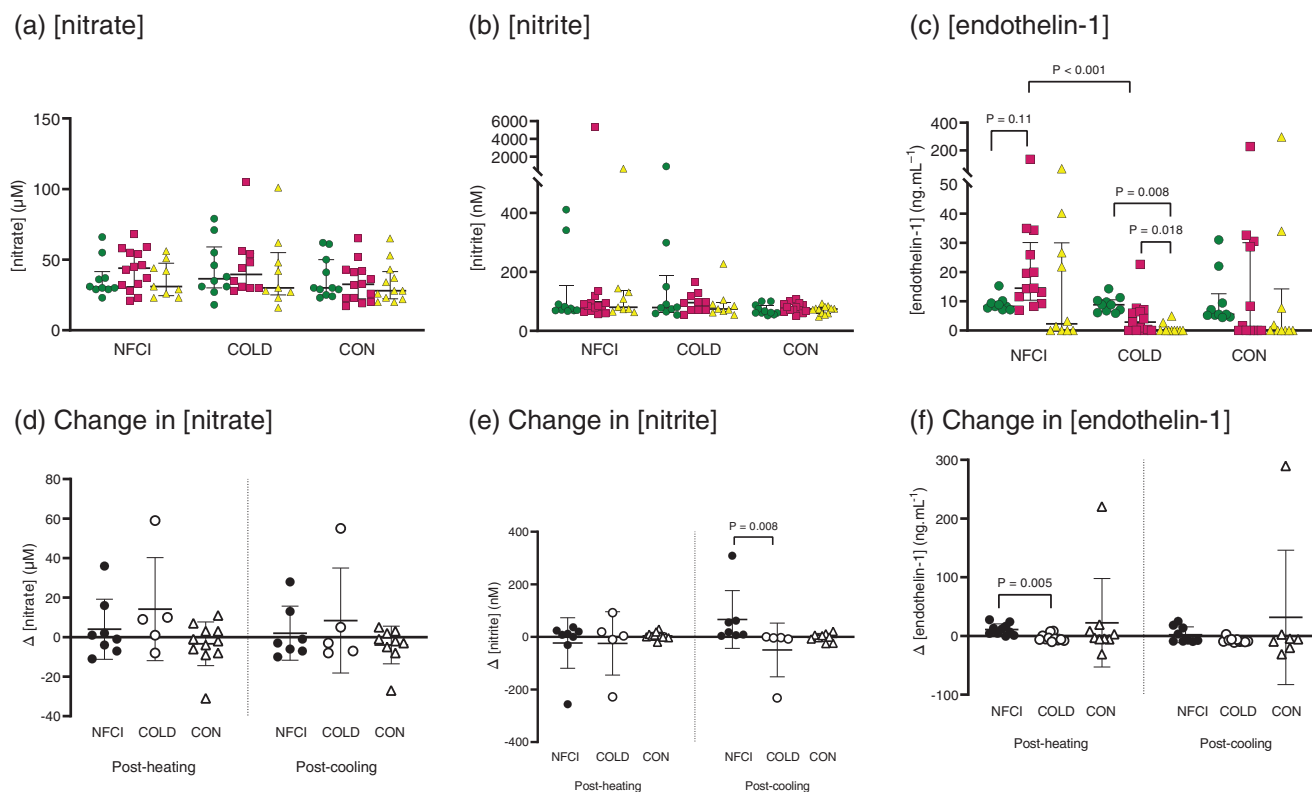 (a) [nitrate]
150
100
50
0
[nitrate] (µM)
NFCI COLD CON
(b) [nitrite]
6000
4000
2000
400
200
0
[nitrite] (nM)
NFCI COLD CON
(c) [endothelin-1]
P < 0.001
P = 0.11
P = 0.008
P = 0.018
400
200
50
40
30
20
10
0
[endothelin-1] (ng.mL⁻¹)
NFCI COLD CON
(d) Change in [nitrate]
80
60
40
20
0
-20
-40
Δ [nitrate] (µM)
NFCI COLD CON NFCI COLD CON
Post-heating Post-cooling
(e) Change in [nitrite]
P = 0.008
400
200
0
-200
-400
Δ [nitrite] (nM)
NFCI COLD CON NFCI COLD CON
Post-heating Post-cooling
(f) Change in [endothelin-1]
P = 0.005
300
200
100
0
-100
Δ [endothelin-1] (ng.mL⁻¹)
NFCI COLD CON NFCI COLD CON
Post-heating Post-cooling